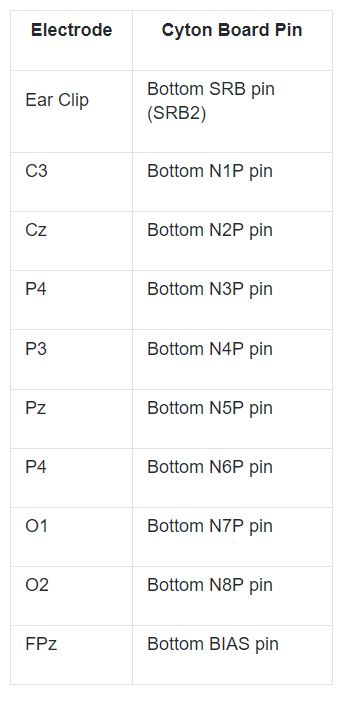 Electrode Cyton Board Pin
Ear Clip Bottom SRB pin
(SRB2)
C3 Bottom N1P pin
Cz Bottom N2P pin
P4 Bottom N3P pin
P3 Bottom N4P pin
Pz Bottom N5P pin
P4 Bottom N6P pin
O1 Bottom N7P pin
O2 Bottom N8P pin
FPz Bottom BIAS pin